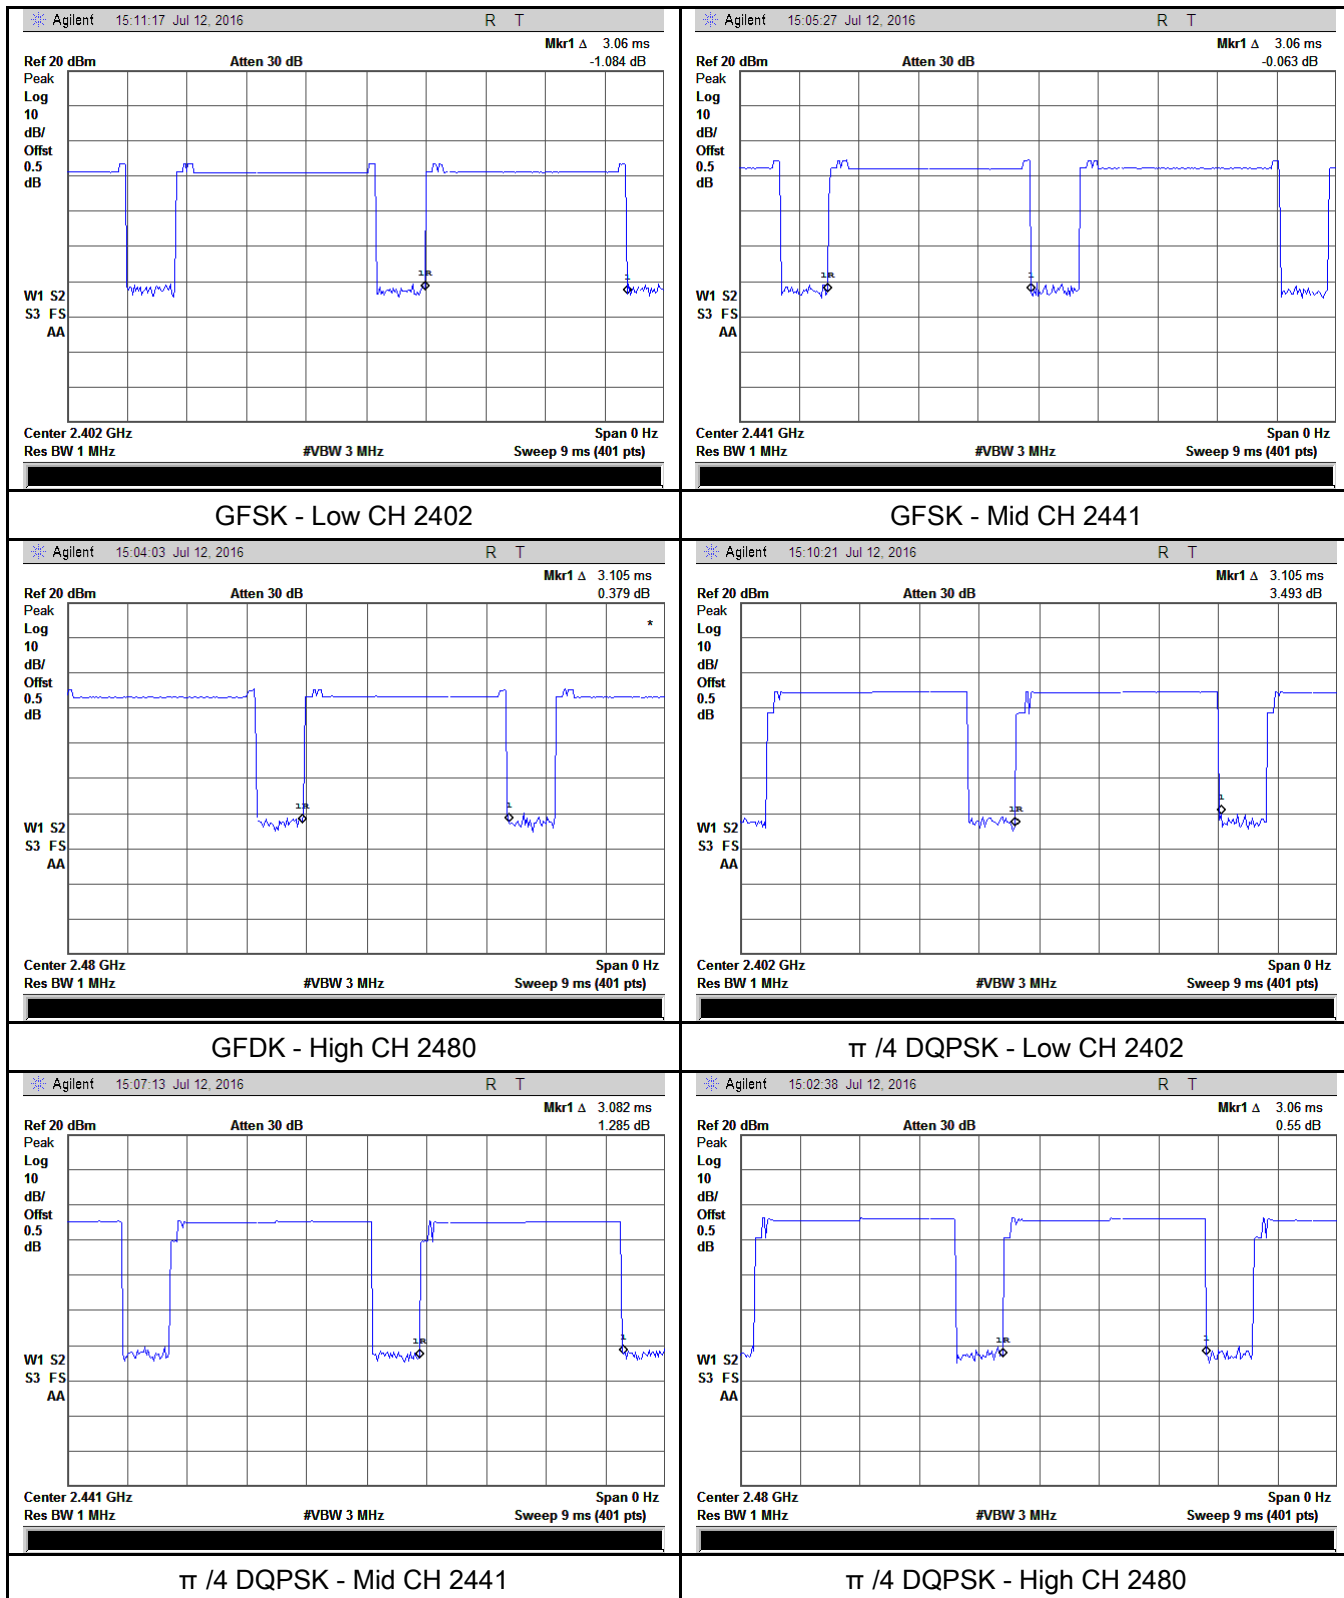 Agilent 15:11:17 Jul 12, 2016 R T
Mkr1 Δ 3.06 ms
Ref 20 dBm Atten 30 dB -1.084 dB
Peak
Log
10
dB/
Offst
0.5
dB
1R
1
W1 S2
S3 FS
AA
Center 2.402 GHz Span 0 Hz
Res BW 1 MHz #VBW 3 MHz Sweep 9 ms (401 pts)
GFSK - Low CH 2402
Agilent 15:05:27 Jul 12, 2016 R T
Mkr1 Δ 3.06 ms
Ref 20 dBm Atten 30 dB -0.063 dB
Peak
Log
10
dB/
Offst
0.5
dB
1R
1
W1 S2
S3 FS
AA
Center 2.441 GHz Span 0 Hz
Res BW 1 MHz #VBW 3 MHz Sweep 9 ms (401 pts)
GFSK - Mid CH 2441
Agilent 15:04:03 Jul 12, 2016 R T
Mkr1 Δ 3.105 ms
Ref 20 dBm Atten 30 dB 0.379 dB
Peak
*
Log
10
dB/
Offst
0.5
dB
1R
1
W1 S2
S3 FS
AA
Center 2.48 GHz Span 0 Hz
Res BW 1 MHz #VBW 3 MHz Sweep 9 ms (401 pts)
GFDK - High CH 2480
Agilent 15:10:21 Jul 12, 2016 R T
Mkr1 Δ 3.105 ms
Ref 20 dBm Atten 30 dB 3.493 dB
Peak
Log
10
dB/
Offst
0.5
dB
1
1R
W1 S2
S3 FS
AA
Center 2.402 GHz Span 0 Hz
Res BW 1 MHz #VBW 3 MHz Sweep 9 ms (401 pts)
π /4 DQPSK - Low CH 2402
Agilent 15:07:13 Jul 12, 2016 R T
Mkr1 Δ 3.082 ms
Ref 20 dBm Atten 30 dB 1.285 dB
Peak
Log
10
dB/
Offst
0.5
dB
1R
1
W1 S2
S3 FS
AA
Center 2.441 GHz Span 0 Hz
Res BW 1 MHz #VBW 3 MHz Sweep 9 ms (401 pts)
π /4 DQPSK - Mid CH 2441
Agilent 15:02:38 Jul 12, 2016 R T
Mkr1 Δ 3.06 ms
Ref 20 dBm Atten 30 dB 0.55 dB
Peak
Log
10
dB/
Offst
0.5
dB
1R
1
W1 S2
S3 FS
AA
Center 2.48 GHz Span 0 Hz
Res BW 1 MHz #VBW 3 MHz Sweep 9 ms (401 pts)
π /4 DQPSK - High CH 2480